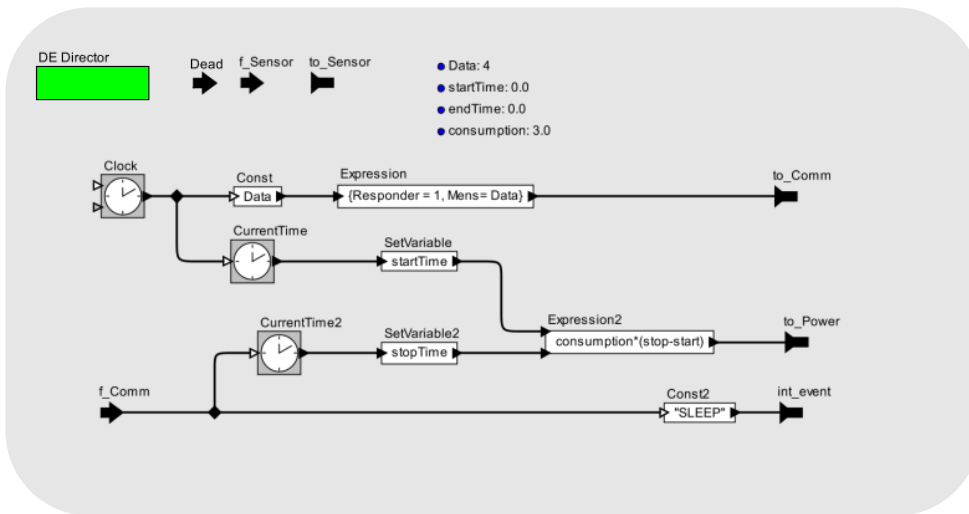 DE Director
Dead
f_Sensor
to_Sensor
Data: 4
startTime: 0.0
endTime: 0.0
consumption: 3.0
Clock
Const
Data
Expression
{Responder = 1, Mens= Data}
to_Comm
CurrentTime
SetVariable
startTime
CurrentTime2
SetVariable2
stopTime
Expression2
consumption*(stop-start)
to_Power
f_Comm
Const2
"SLEEP"
int_event